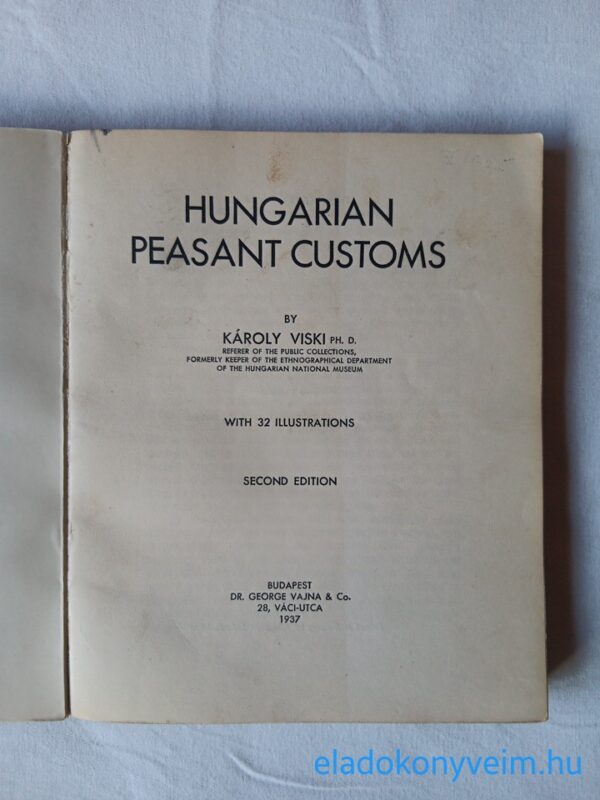 HUNGARIAN
PEASANT CUSTOMS
BY
KÁROLY VISKI PH. D.
REFERER OF THE PUBLIC COLLECTIONS,
FORMERLY KEEPER OF THE ETHNOGRAPHICAL DEPARTMENT
OF THE HUNGARIAN NATIONAL MUSEUM
WITH 32 ILLUSTRATIONS
SECOND EDITION
BUDAPEST
DR. GEORGE VAJNA & Co.
28, VÁCI-UTCA
1937
eladokonyveim.hu